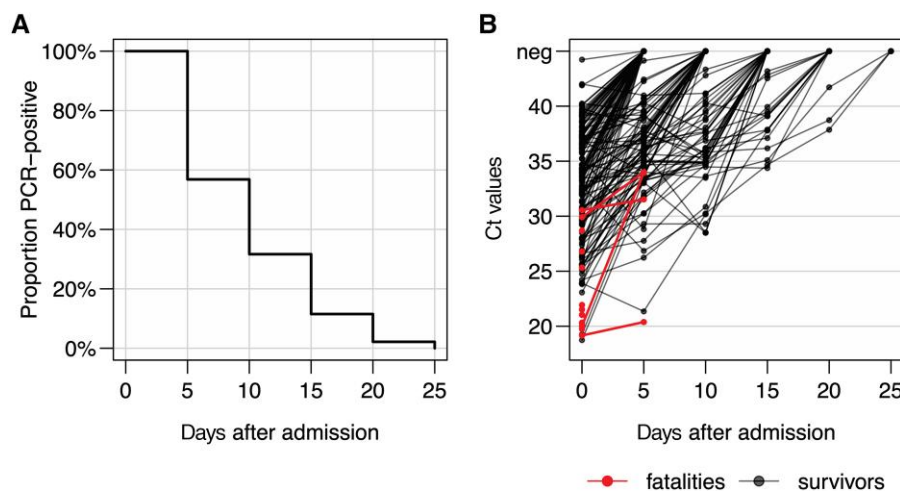 A
Proportion PCR-positive
100%
80%
60%
40%
20%
0%
0 5 10 15 20 25
Days after admission
B
Ct values
neg
40
35
30
25
20
0 5 10 15 20 25
Days after admission
fatalities survivors